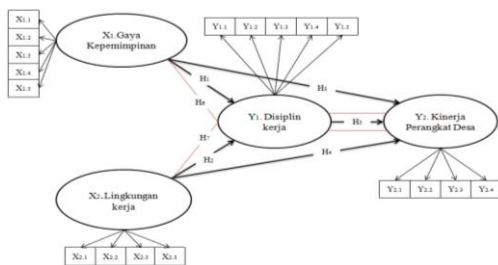 X1.1
X1.2
X1.3
X1.4
X1.5
X1.Gaya
Kepemimpinan
Y1.1 Y1.2 Y1.3 Y1.4 Y1.5
H1
H3
H6
Y1. Disiplin
kerja
H5
Y2. Kinerja
Perangkat Desa
H7
H2
H4
X2.Lingkungan
kerja
Y2.1 Y2.2 Y2.3 Y2.4
X2.1 X2.2 X2.3 X2.3